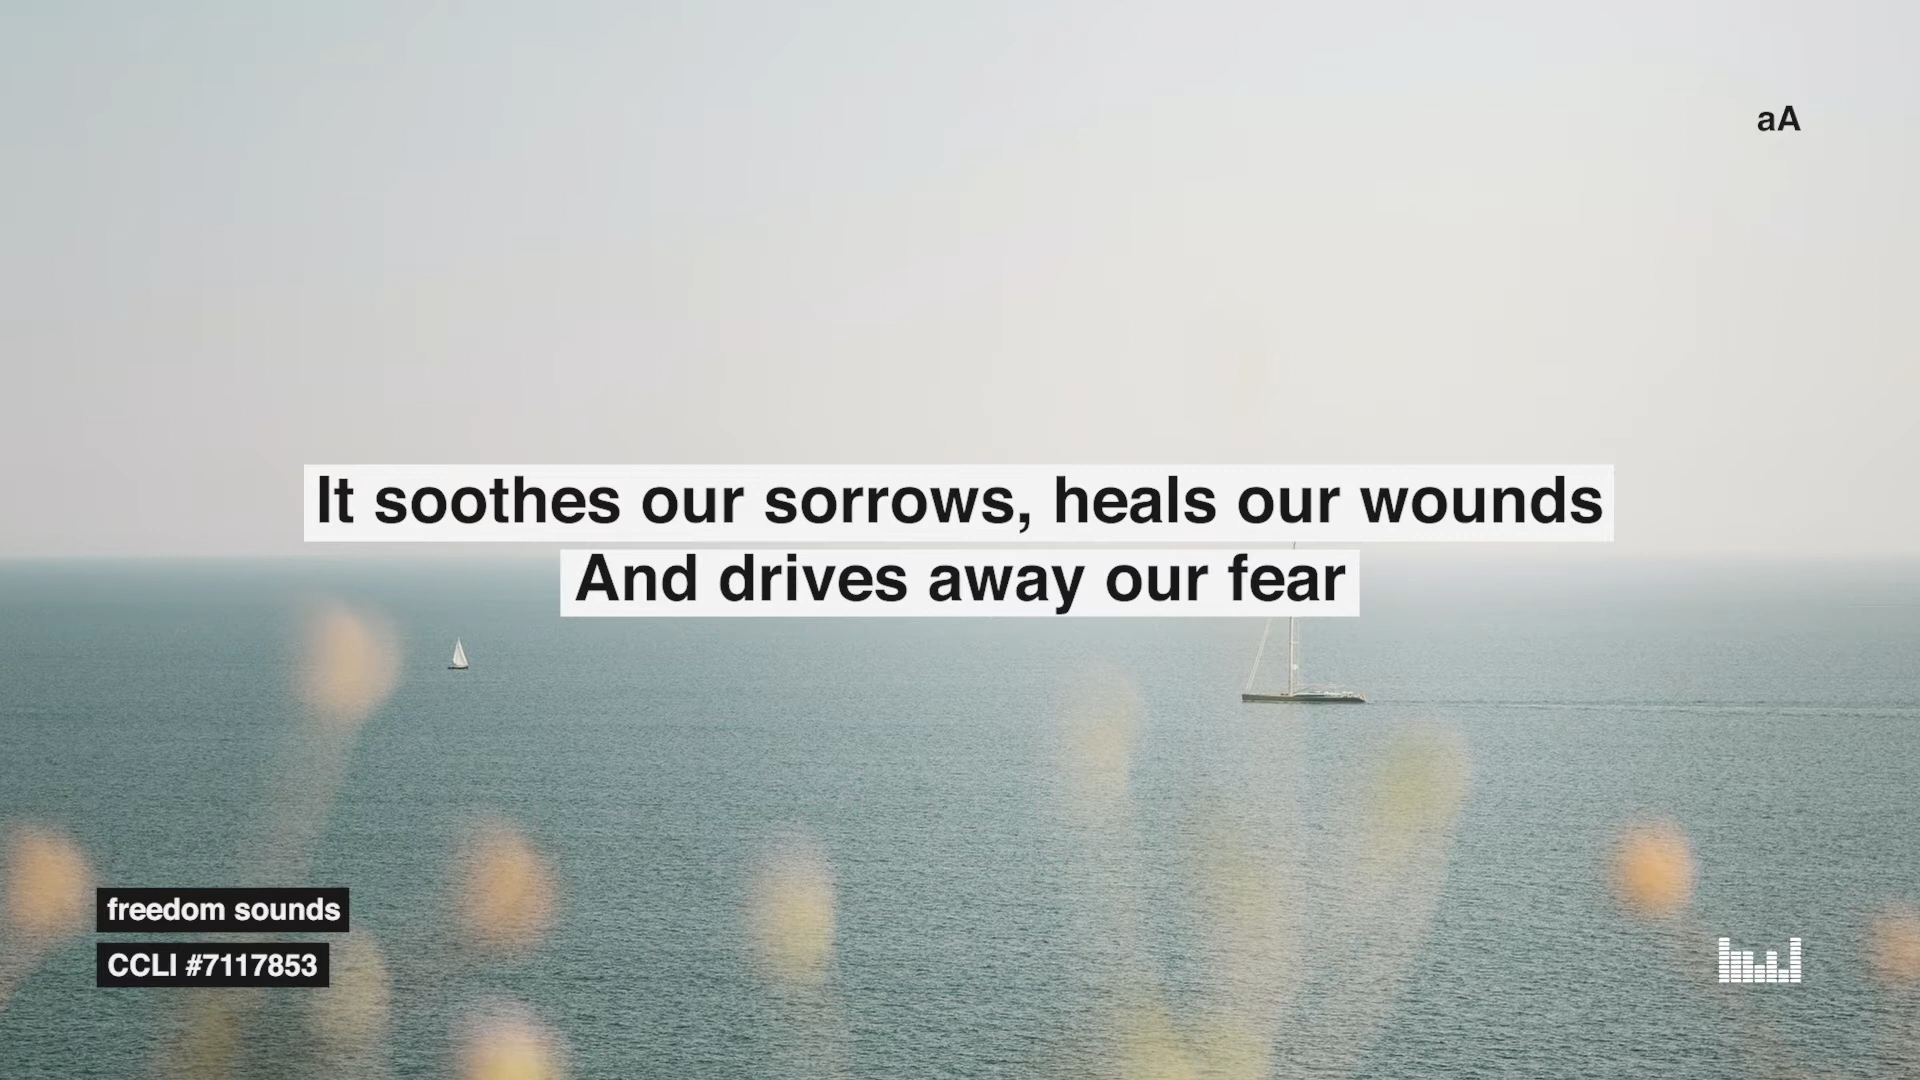 aA
It soothes our sorrows, heals our wounds
And drives away our fear
freedom sounds
CCLI #7117853